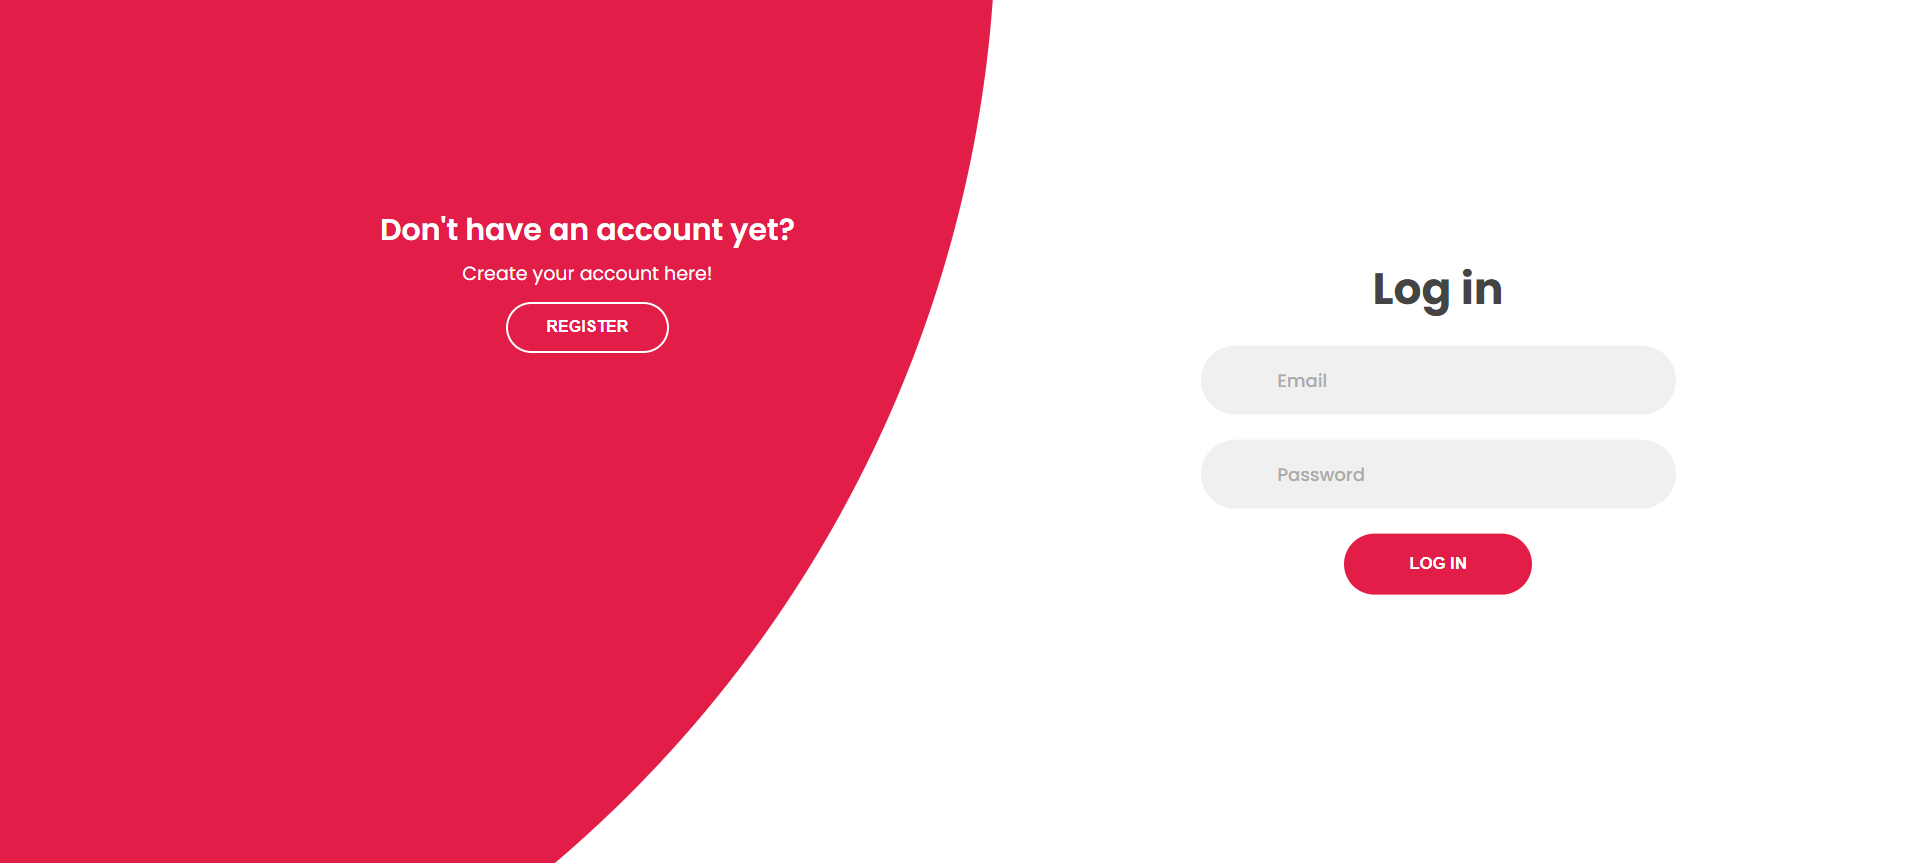 Don't have an account yet?
Create your account here!
REGISTER
Log in
Email
Password
LOG IN